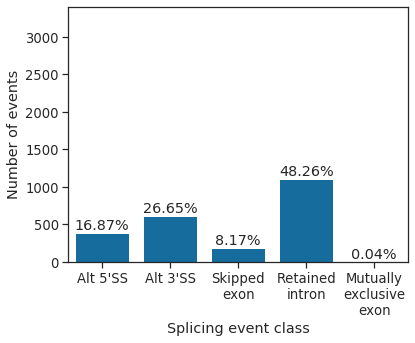 3000
2500
2000
1500
1000
500
0
Number of events
16.87%
26.65%
8.17%
48.26%
0.04%
Alt 5'SS
Alt 3'SS
Skipped
exon
Retained
intron
Mutually
exclusive
exon
Splicing event class